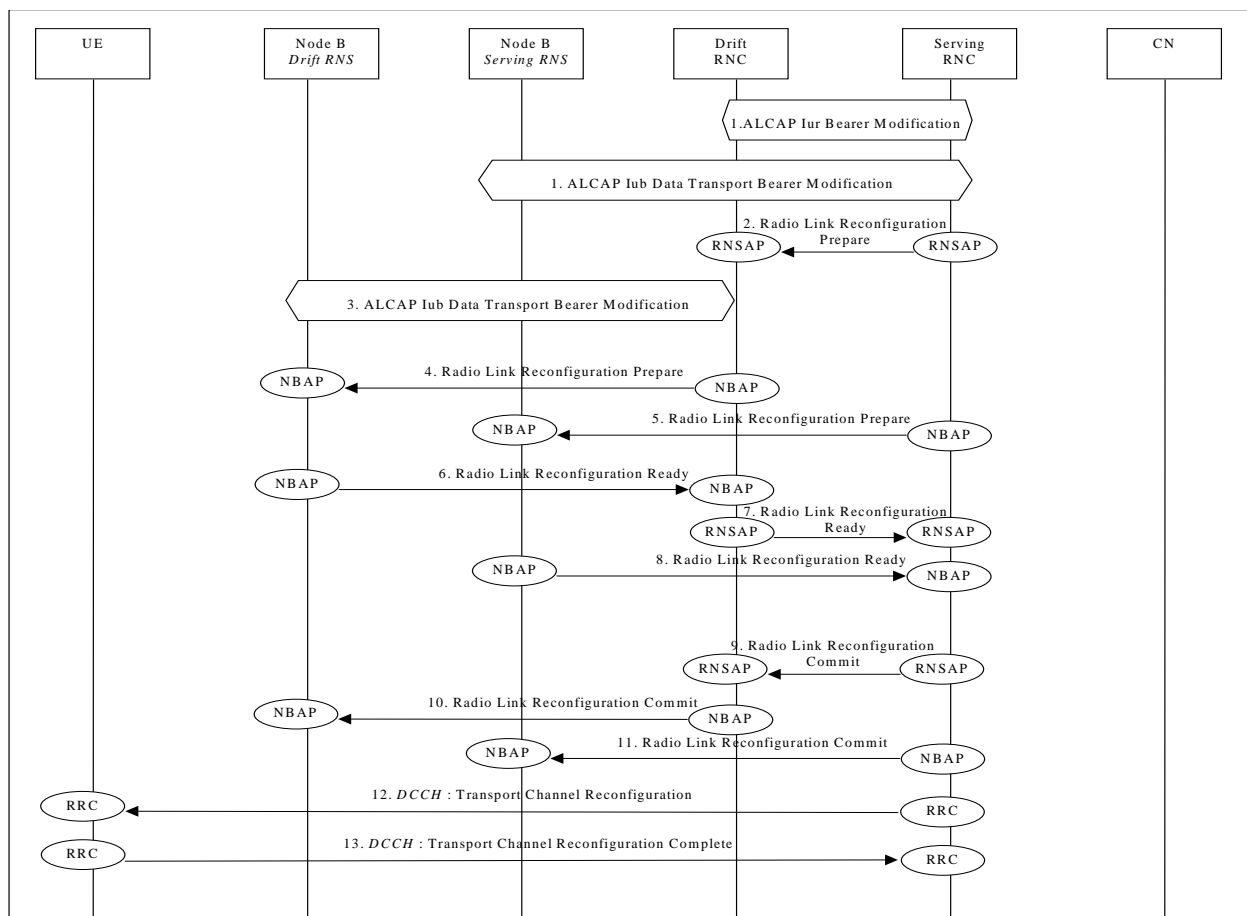 UE
Node B
Drift RNS
Node B
Serving RNS
Drift
RNC
Serving
RNC
CN
1.ALCAP Iur Bearer Modification
1. ALCAP Iub Data Transport Bearer Modification
2. Radio Link Reconfiguration
Prepare
RNSAP
RNSAP
3. ALCAP Iub Data Transport Bearer Modification
4. Radio Link Reconfiguration Prepare
NBAP
NBAP
5. Radio Link Reconfiguration Prepare
NBAP
NBAP
6. Radio Link Reconfiguration Ready
NBAP
NBAP
7. Radio Link Reconfiguration
Ready
RNSAP
RNSAP
8. Radio Link Reconfiguration Ready
NBAP
NBAP
9. Radio Link Reconfiguration
Commit
RNSAP
RNSAP
10. Radio Link Reconfiguration Commit
NBAP
NBAP
11. Radio Link Reconfiguration Commit
NBAP
NBAP
12. DCCH : Transport Channel Reconfiguration
RRC
RRC
13. DCCH : Transport Channel Reconfiguration Complete
RRC
RRC